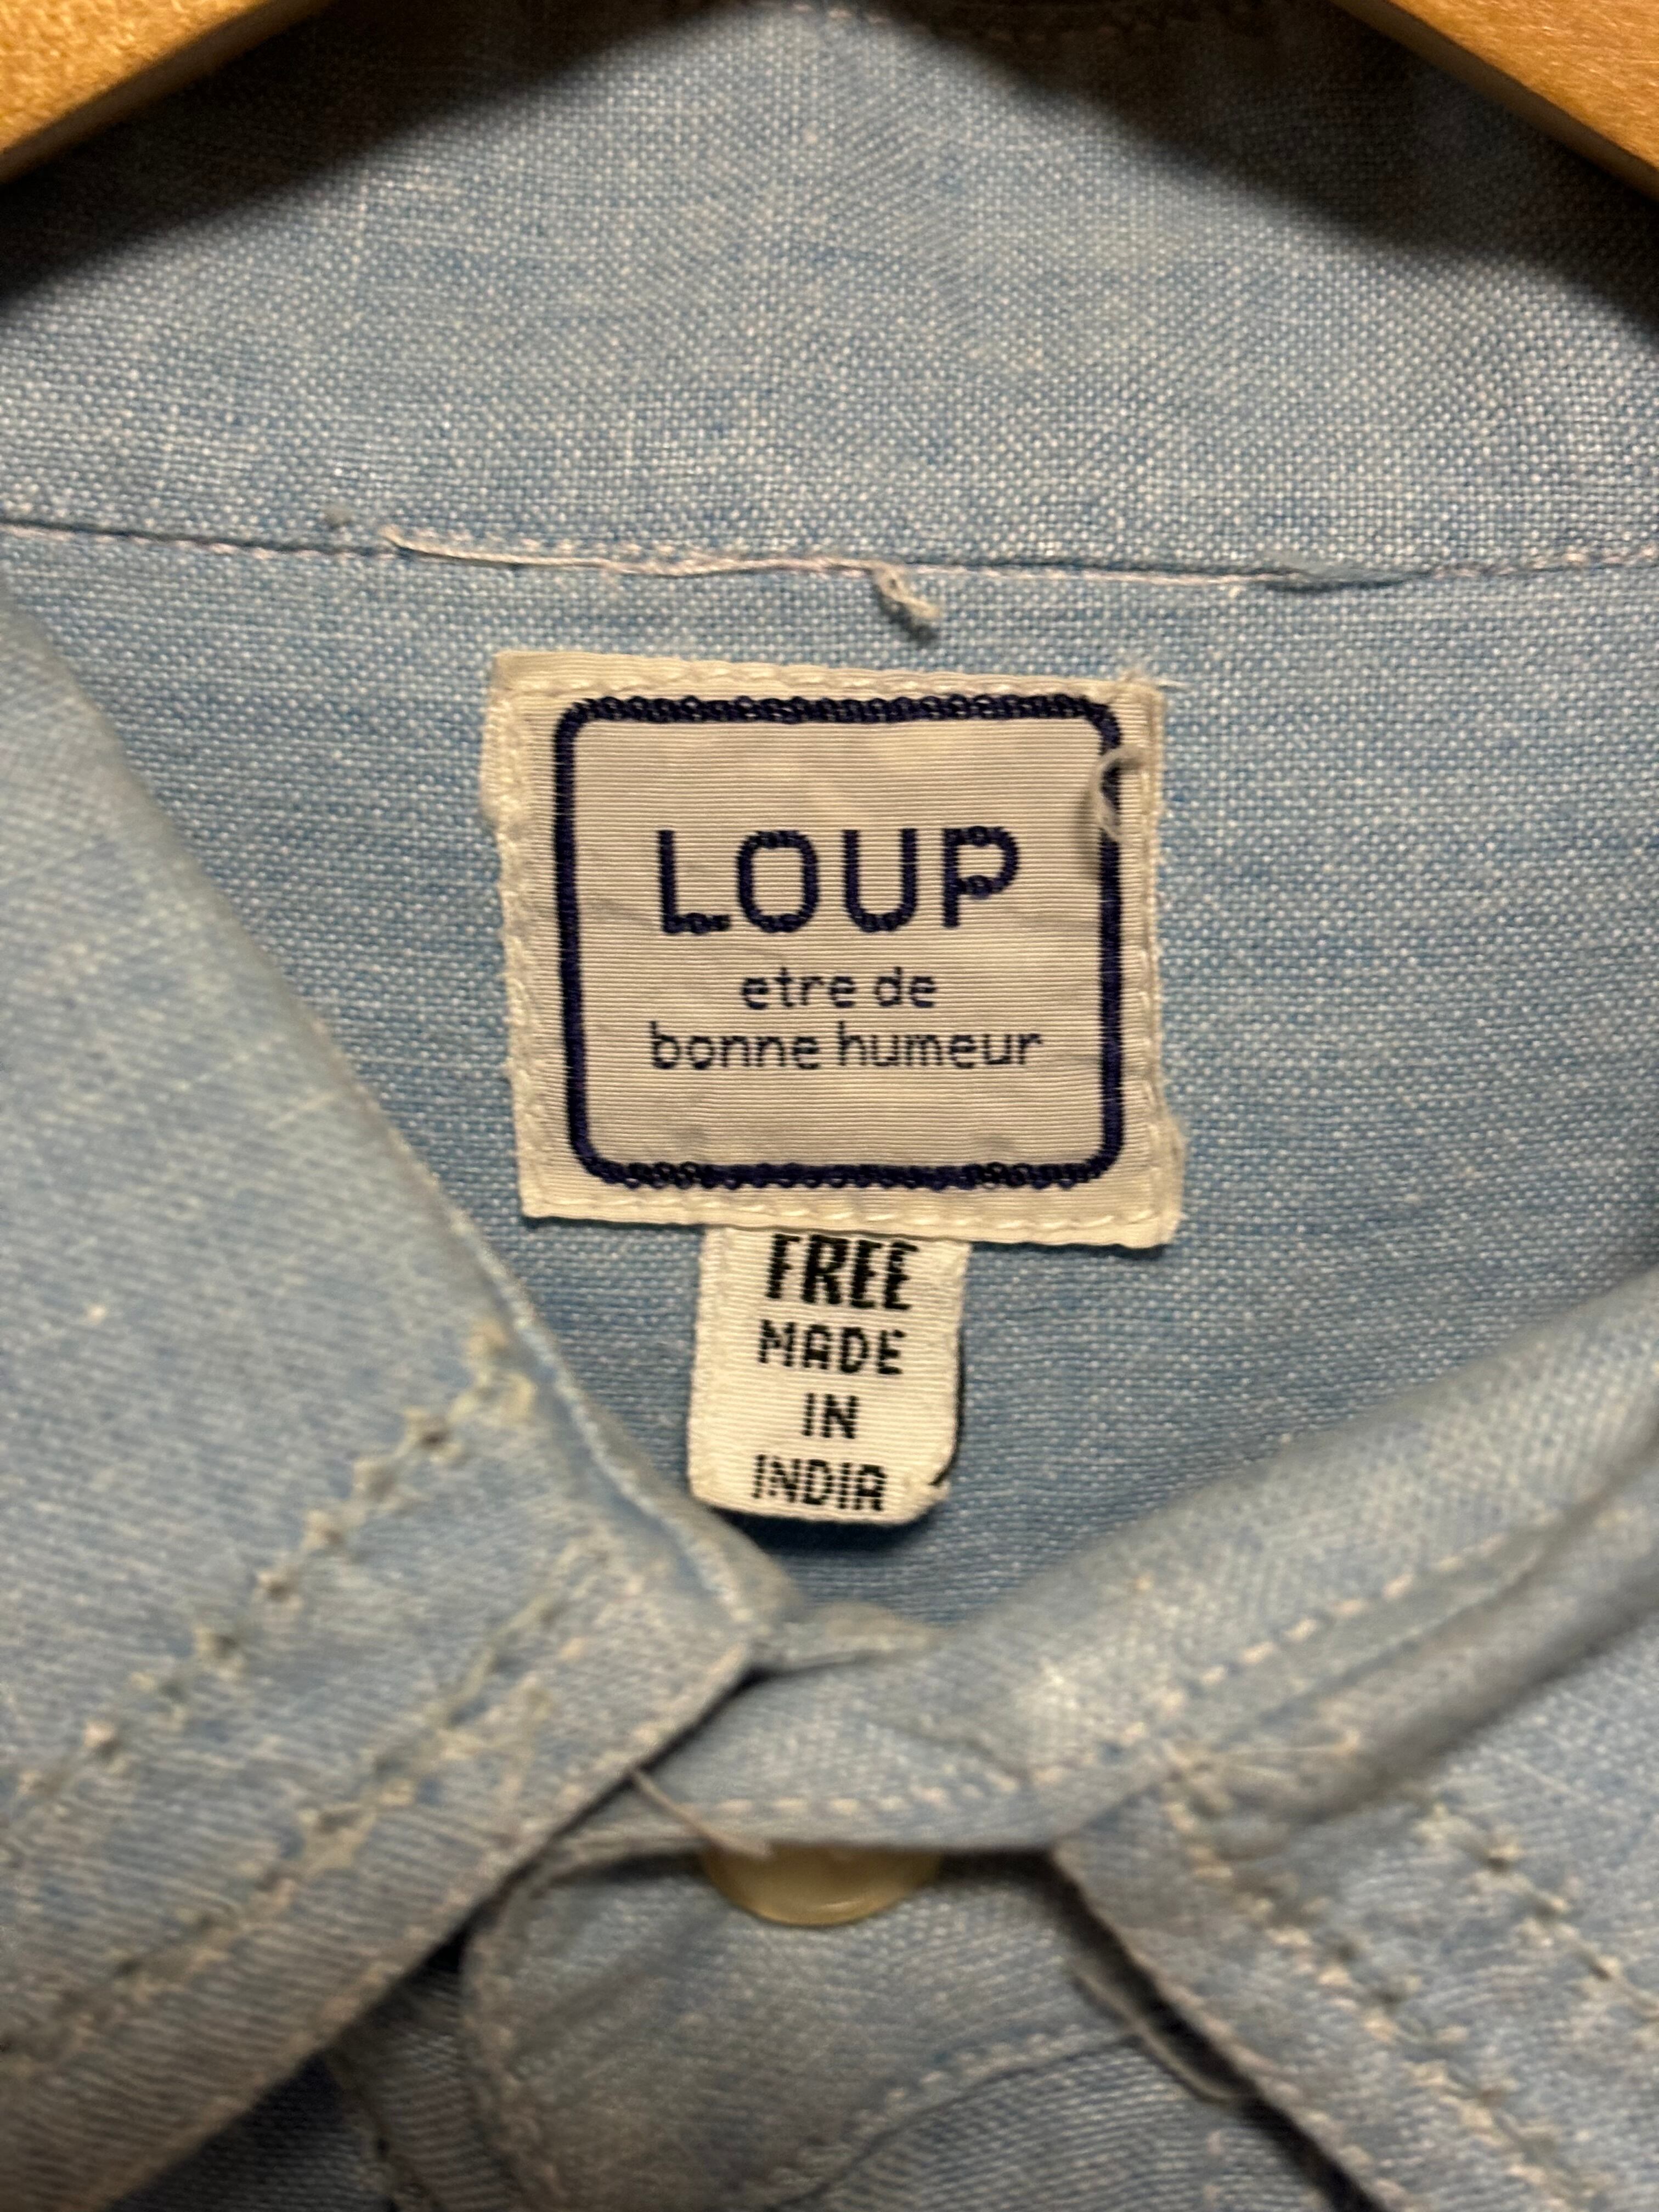 LOUP
etre de
bonne humeur
FREE
MADE
IN
INDIA